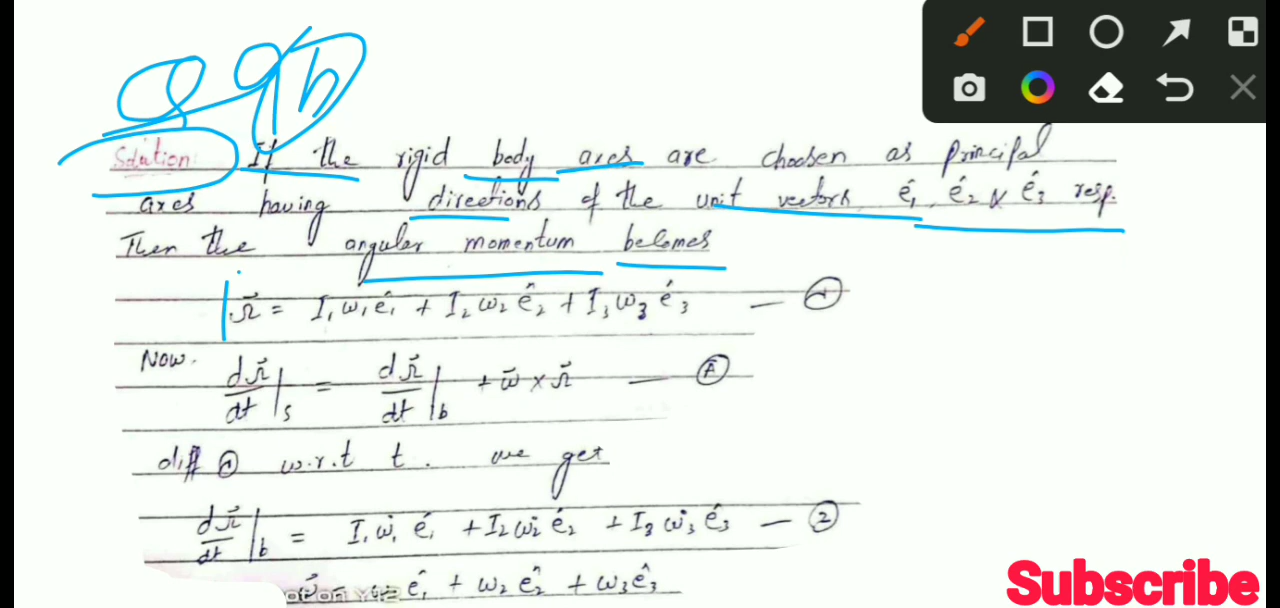 Solution: If the rigid body axes are choosen as principal
axes having directions of the unit vectors ê₁, ê₂ & ê₃ resp.
Then the angular momentum becomes
Ω⃗ = I₁ω₁ê₁ + I₂ω₂ê₂ + I₃ω₃ê₃ — ①
Now.
dΩ⃗/dt|s = dΩ⃗/dt|b + ω⃗ × Ω⃗ — Ⓐ
diff ① w.r.t t. we get
dΩ⃗/dt|b = I₁ω̇₁ê₁ + I₂ω̇₂ê₂ + I₃ω̇₃ê₃ — ②
ê₁ + ω₂ê₂ + ω₃ê₃
Subscribe